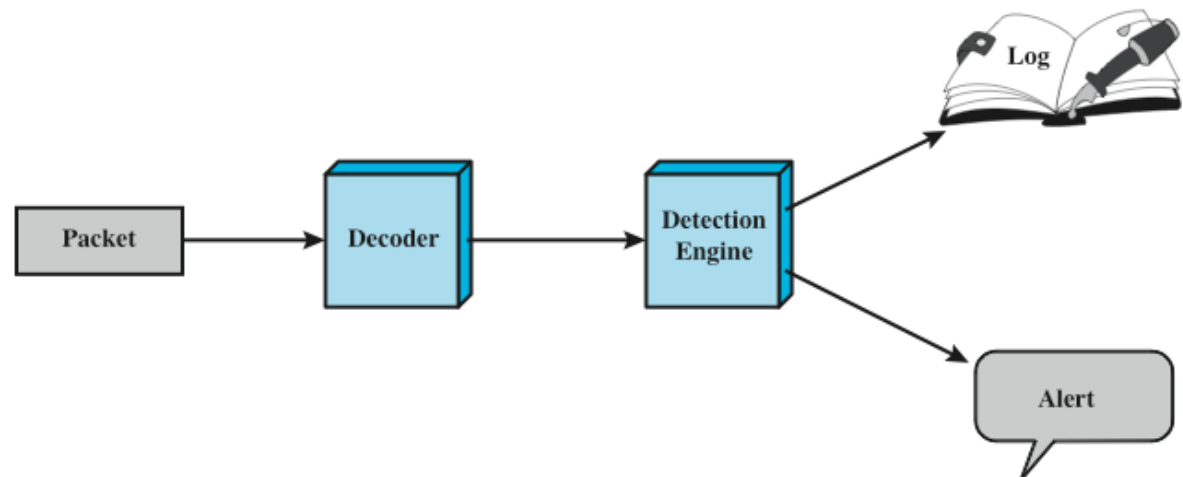 Packet
Decoder
Detection
Engine
Log
Alert